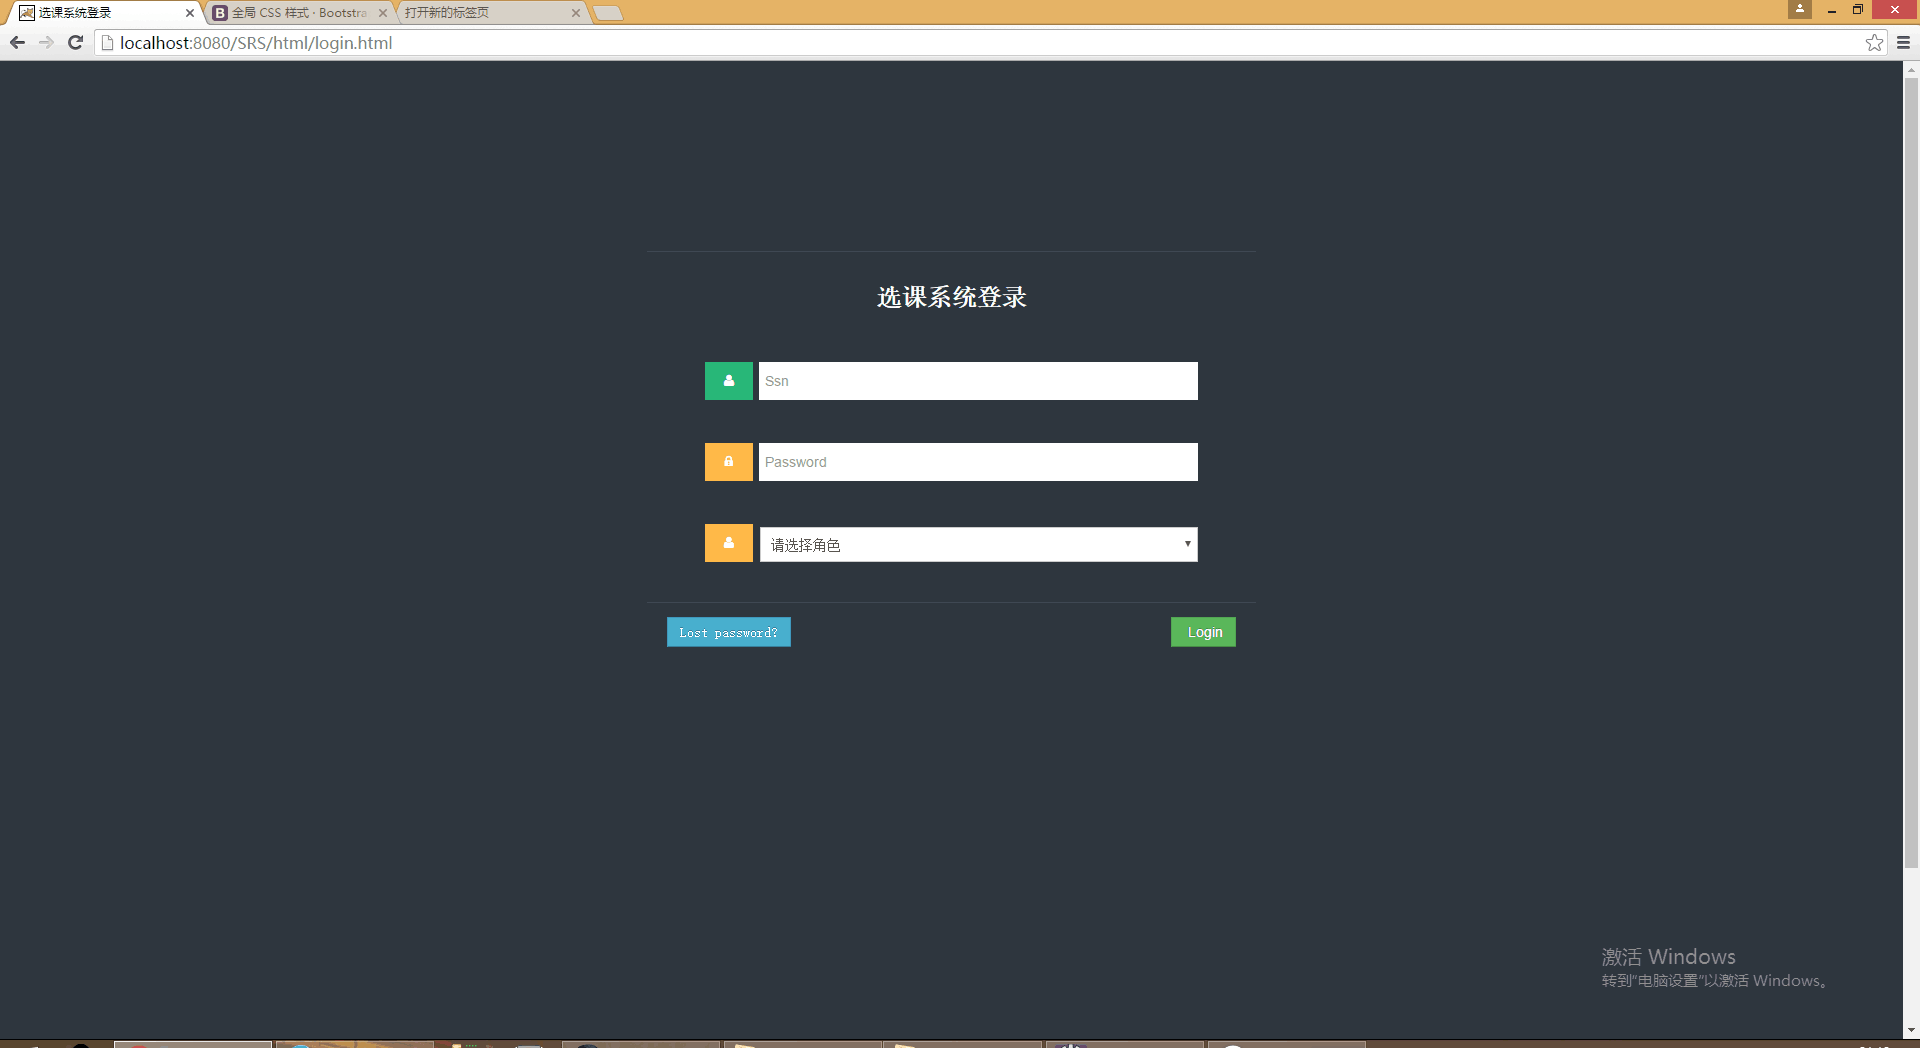 选课系统登录
全局 CSS 样式 · Bootstra
打开新的标签页
localhost:8080/SRS/html/login.html
选课系统登录
Ssn
Password
请选择角色
Lost password?
Login
激活 Windows
转到“电脑设置”以激活 Windows。